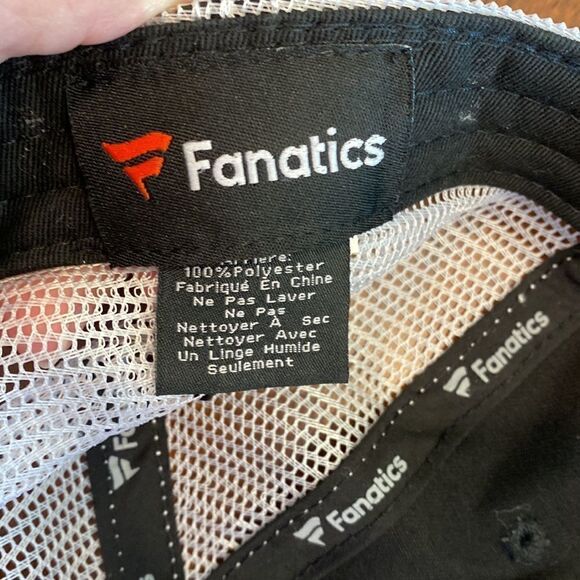 Fanatics
Arrière:
100% Polyester
Fabriqué En Chine
Ne Pas Laver
Ne Pas
Nettoyer À Sec
Nettoyer Avec
Un Linge Humide
Seulement
Fanatics
Fanatics
F